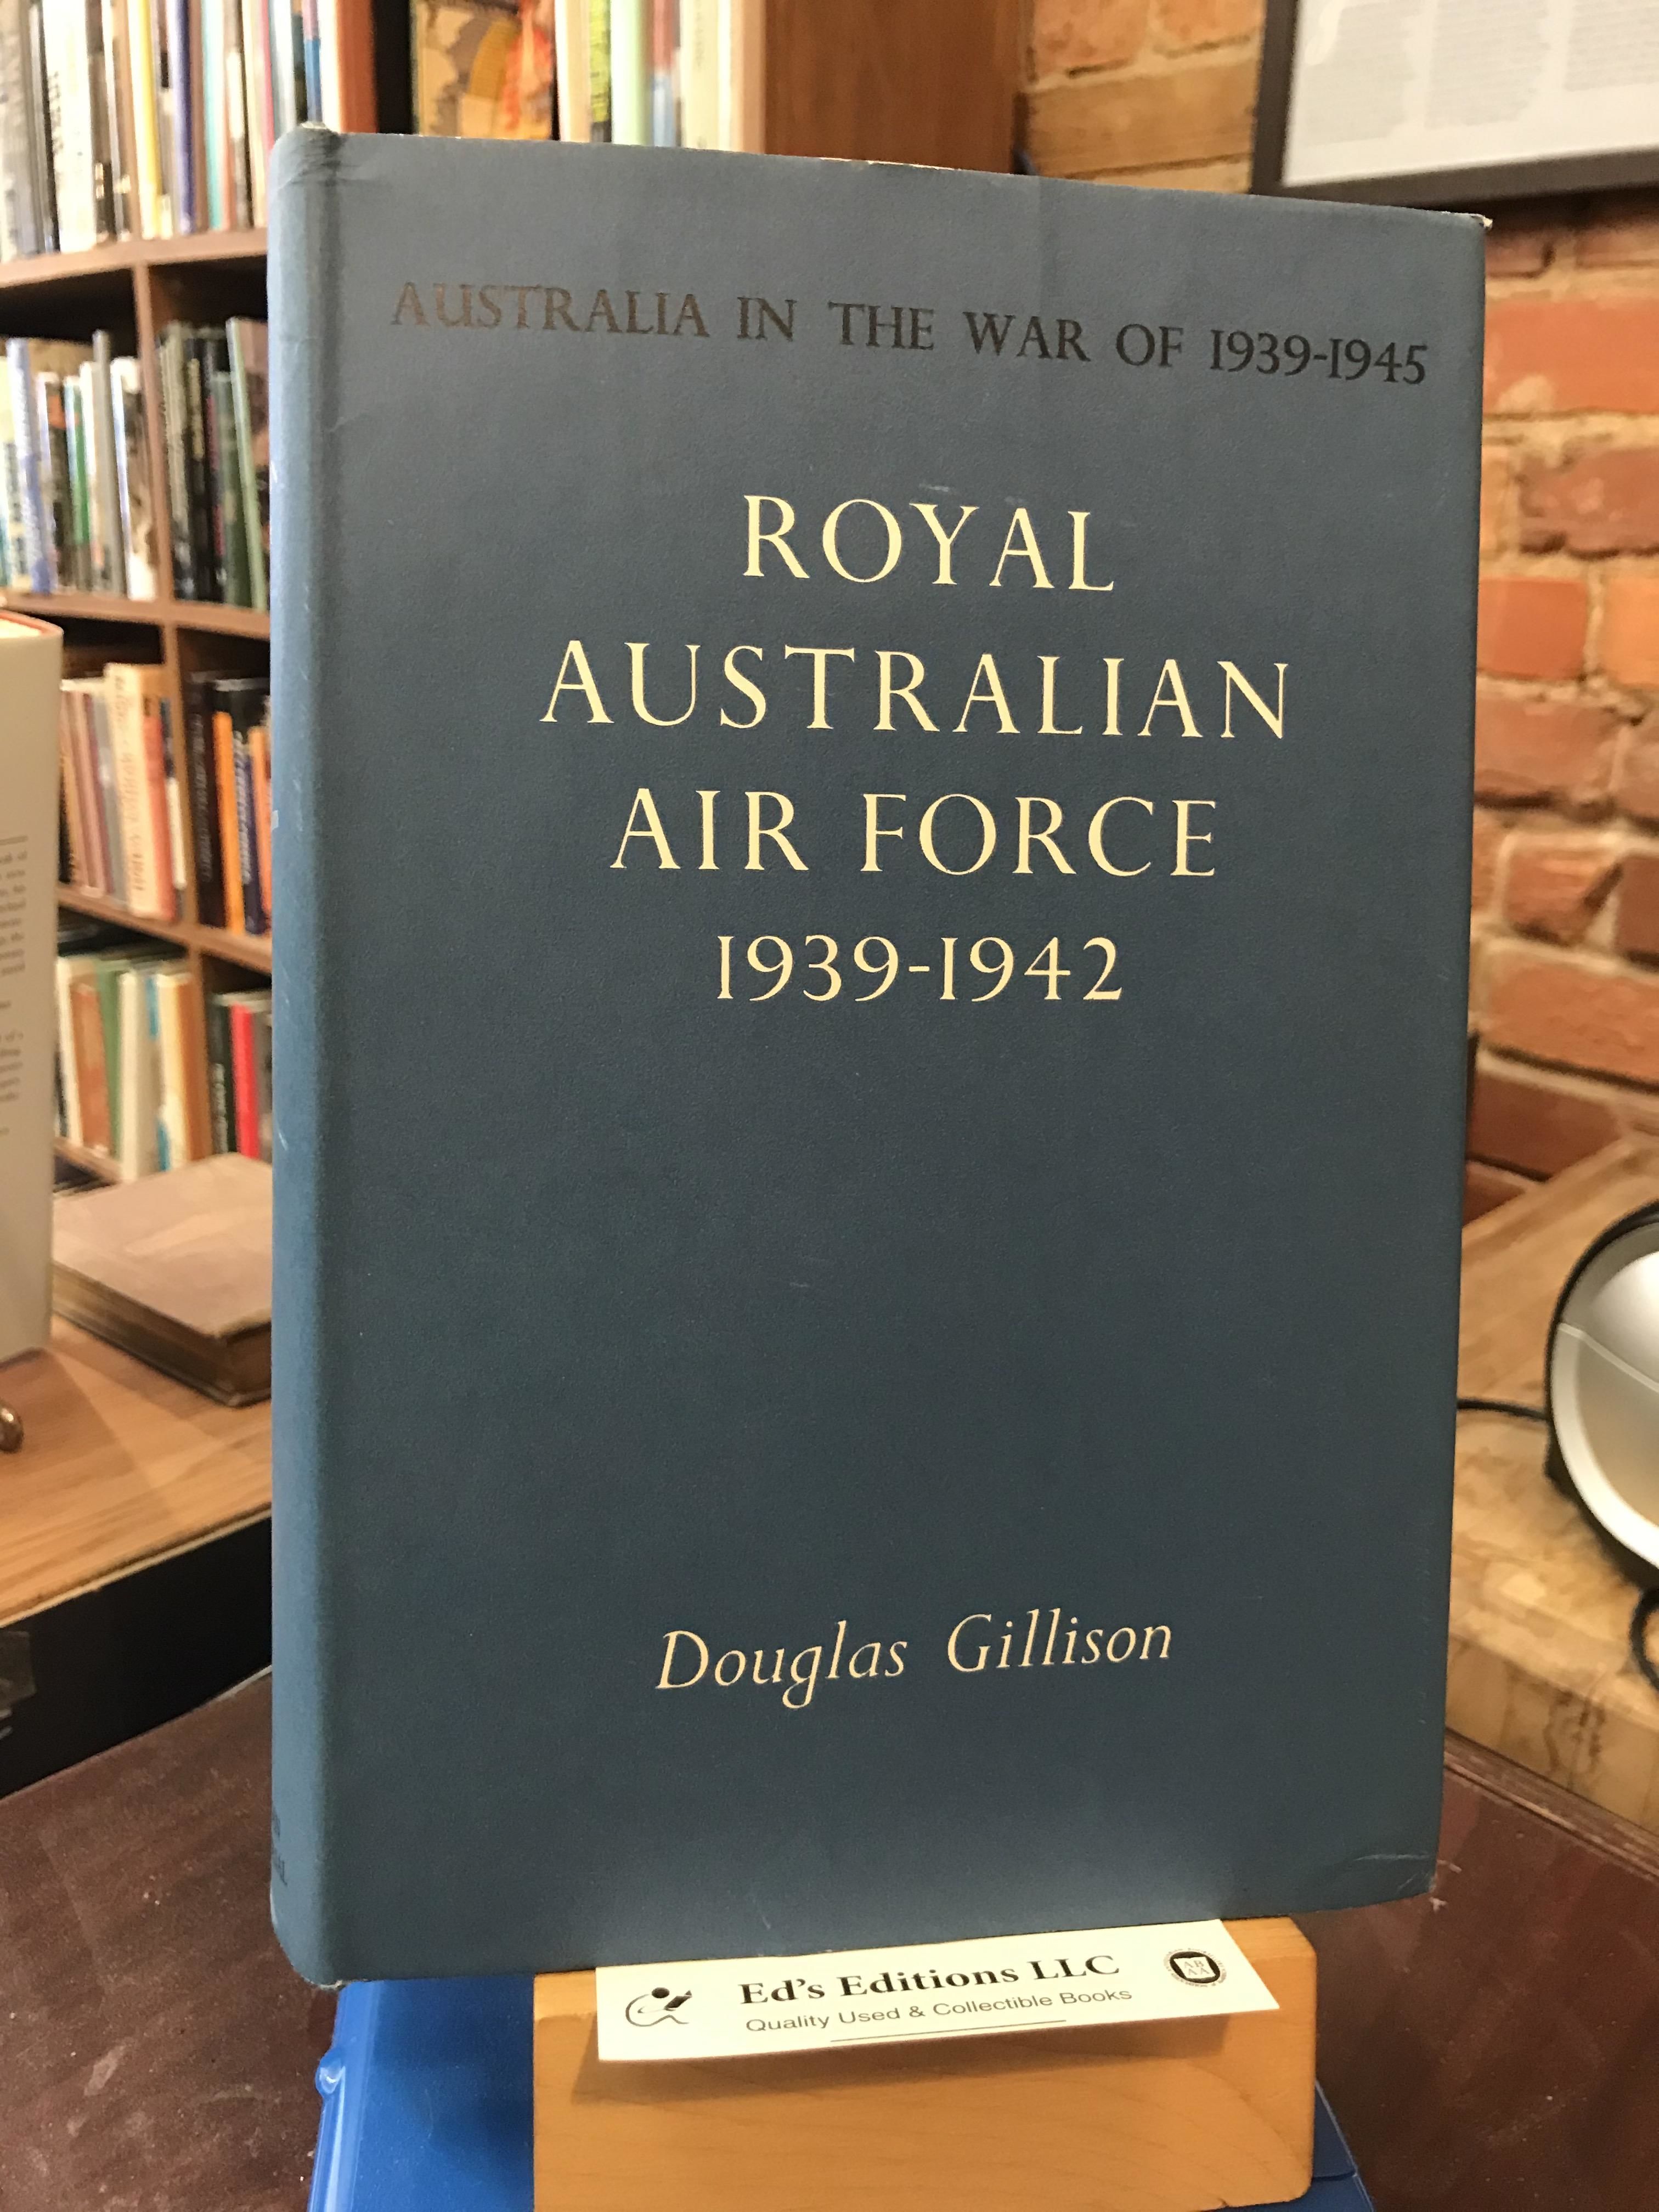 AUSTRALIA IN THE WAR OF 1939-1945
ROYAL
AUSTRALIAN
AIR FORCE
1939-1942
Douglas Gillison
Ed's Editions LLC
Quality Used & Collectible Books